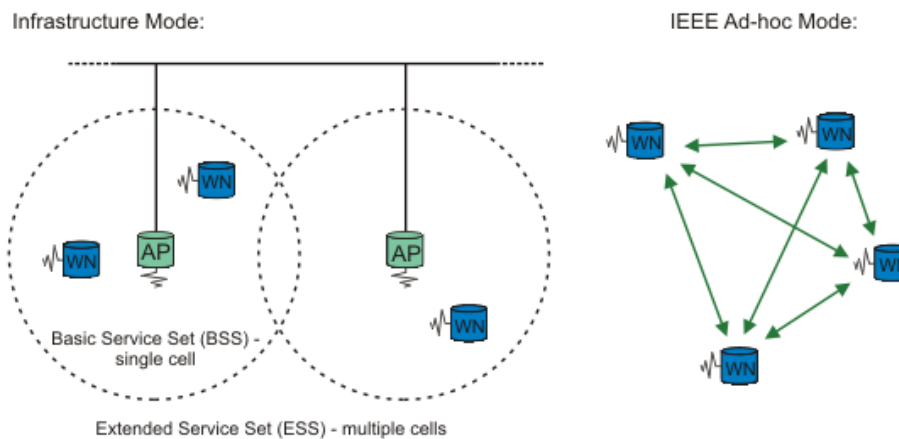 Infrastructure Mode:
IEEE Ad-hoc Mode:
WN
WN
WN
AP
AP
WN
WN
WN
Basic Service Set (BSS) -
single cell
WN
Extended Service Set (ESS) - multiple cells